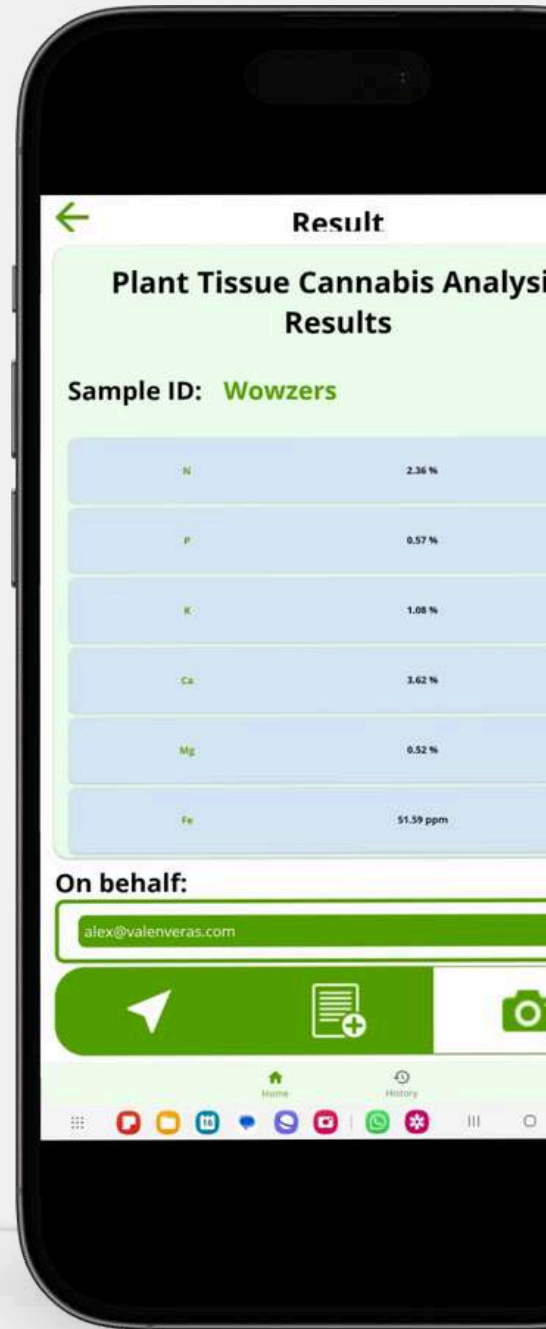 Result
Plant Tissue Cannabis Analysi
Results
Sample ID: Wowzers
N 2.36 %
P 0.57 %
K 1.08 %
Ca 3.62 %
Mg 0.52 %
Fe 51.59 ppm
On behalf:
alex@valenveras.com
Home History
16